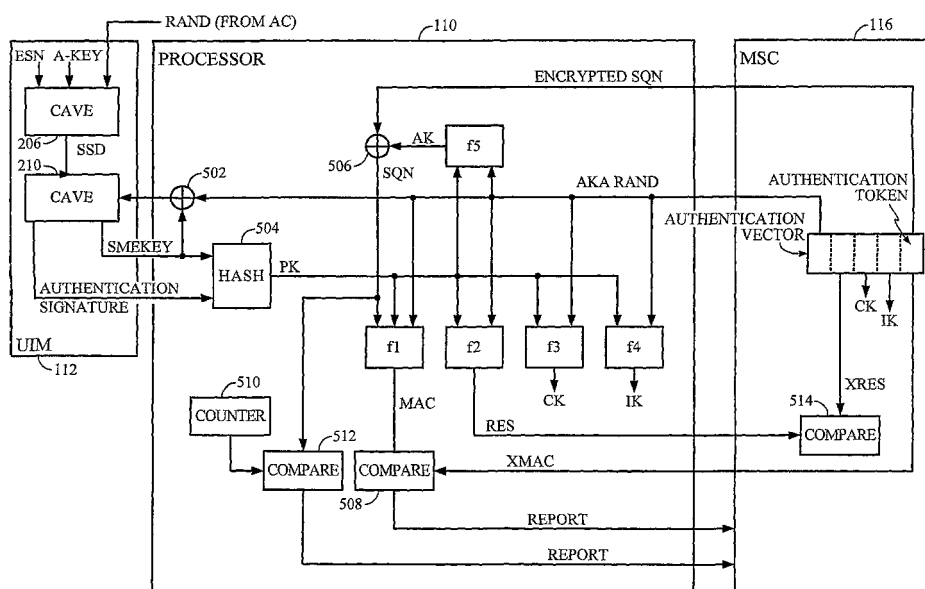 RAND (FROM AC)
110
116
ESN A-KEY
PROCESSOR
MSC
ENCRYPTED SQN
CAVE
206
SSD
AK
f5
506
SQN
210
502
CAVE
AKA RAND
AUTHENTICATION
TOKEN
AUTHENTICATION
VECTOR
504
SMEKEY
HASH
PK
AUTHENTICATION
SIGNATURE
CK
IK
UIM
112
f1
f2
f3
f4
510
COUNTER
MAC
CK
IK
XRES
514
RES
COMPARE
512
COMPARE
COMPARE
XMAC
508
REPORT
REPORT